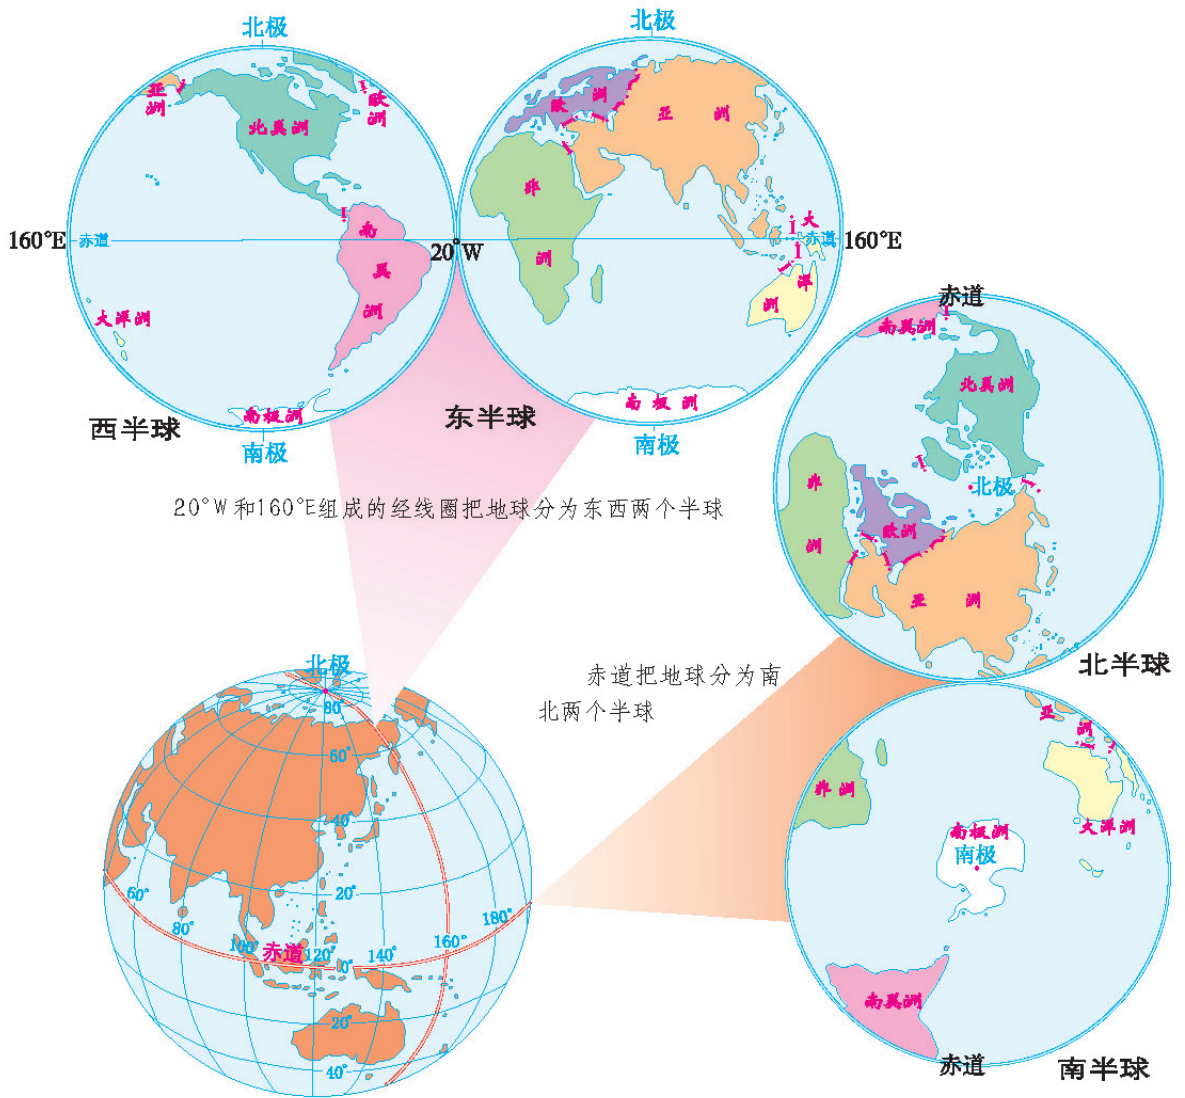 北极
北极
亚洲
欧洲
北美洲
欧 洲
亚 洲
非洲
南美洲
大洋洲
160°E
赤道
20°W
赤道
160°E
大洋洲
南极洲
南极洲
西半球
东半球
南极
南极
20°W和160°E组成的经线圈把地球分为东西两个半球
赤道
南美洲
北美洲
北极
非洲
欧洲
亚 洲
北半球
赤道把地球分为南
北两个半球
北极
80°
60°
40°
20°
60°
80°
100°
赤道
120°
0°
140°
160°
180°
20°
40°
亚洲
非洲
大洋洲
南极洲
南极
南美洲
赤道
南半球